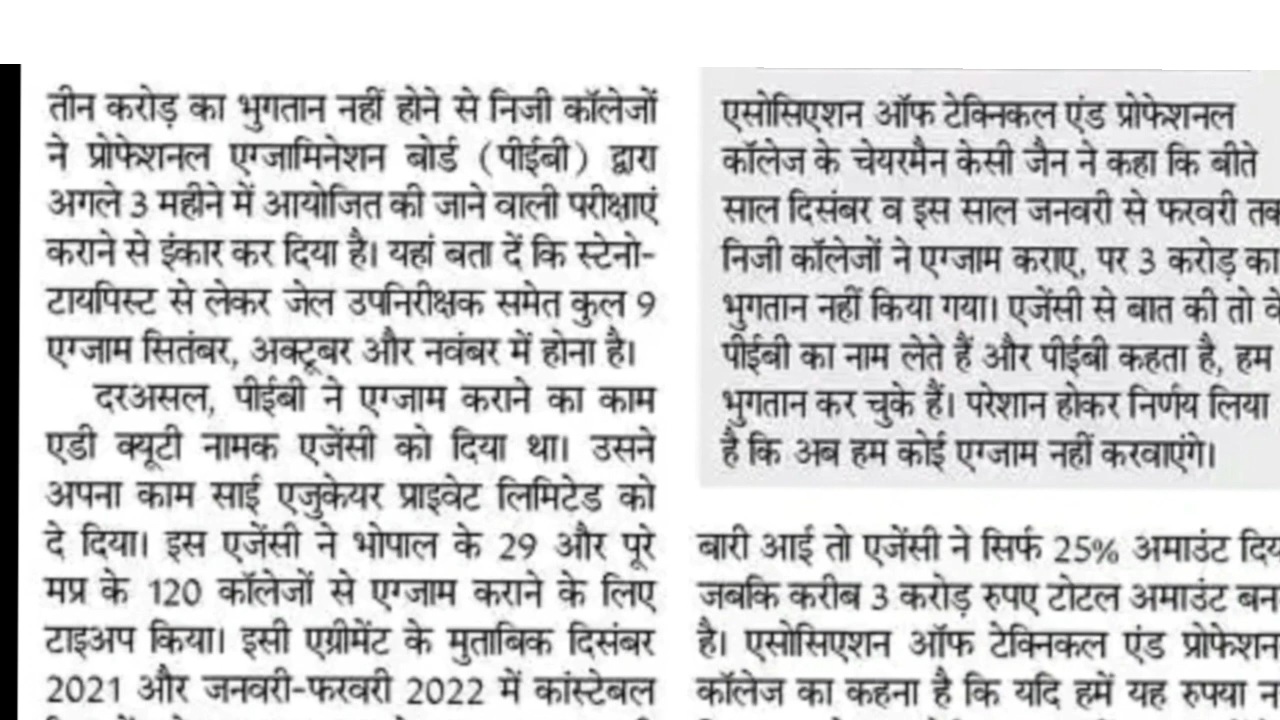 तीन करोड़ का भुगतान नहीं होने से निजी कॉलेजों
ने प्रोफेशनल एग्जामिनेशन बोर्ड (पीईबी) द्वारा
अगले 3 महीने में आयोजित की जाने वाली परीक्षाएं
कराने से इंकार कर दिया है। यहां बता दें कि स्टेनो-
टायपिस्ट से लेकर जेल उपनिरीक्षक समेत कुल 9
एग्जाम सितंबर, अक्टूबर और नवंबर में होना है।
दरअसल, पीईबी ने एग्जाम कराने का काम
एडी क्यूटी नामक एजेंसी को दिया था। उसने
अपना काम साई एजुकेयर प्राइवेट लिमिटेड को
दे दिया। इस एजेंसी ने भोपाल के 29 और पूरे
मप्र के 120 कॉलेजों से एग्जाम कराने के लिए
टाइअप किया। इसी एग्रीमेंट के मुताबिक दिसंबर
2021 और जनवरी-फरवरी 2022 में कांस्टेबल
एसोसिएशन ऑफ टेक्निकल एंड प्रोफेशनल
कॉलेज के चेयरमैन केसी जैन ने कहा कि बीते
साल दिसंबर व इस साल जनवरी से फरवरी तक
निजी कॉलेजों ने एग्जाम कराए, पर 3 करोड़ का
भुगतान नहीं किया गया। एजेंसी से बात की तो वे
पीईबी का नाम लेते हैं और पीईबी कहता है, हम
भुगतान कर चुके हैं। परेशान होकर निर्णय लिया
है कि अब हम कोई एग्जाम नहीं करवाएंगे।
बारी आई तो एजेंसी ने सिर्फ 25% अमाउंट
जबकि करीब 3 करोड़ रुपए टोटल अमाउंट
है। एसोसिएशन ऑफ टेक्निकल एंड
कॉलेज का कहना है कि यदि हमें यह रुपया